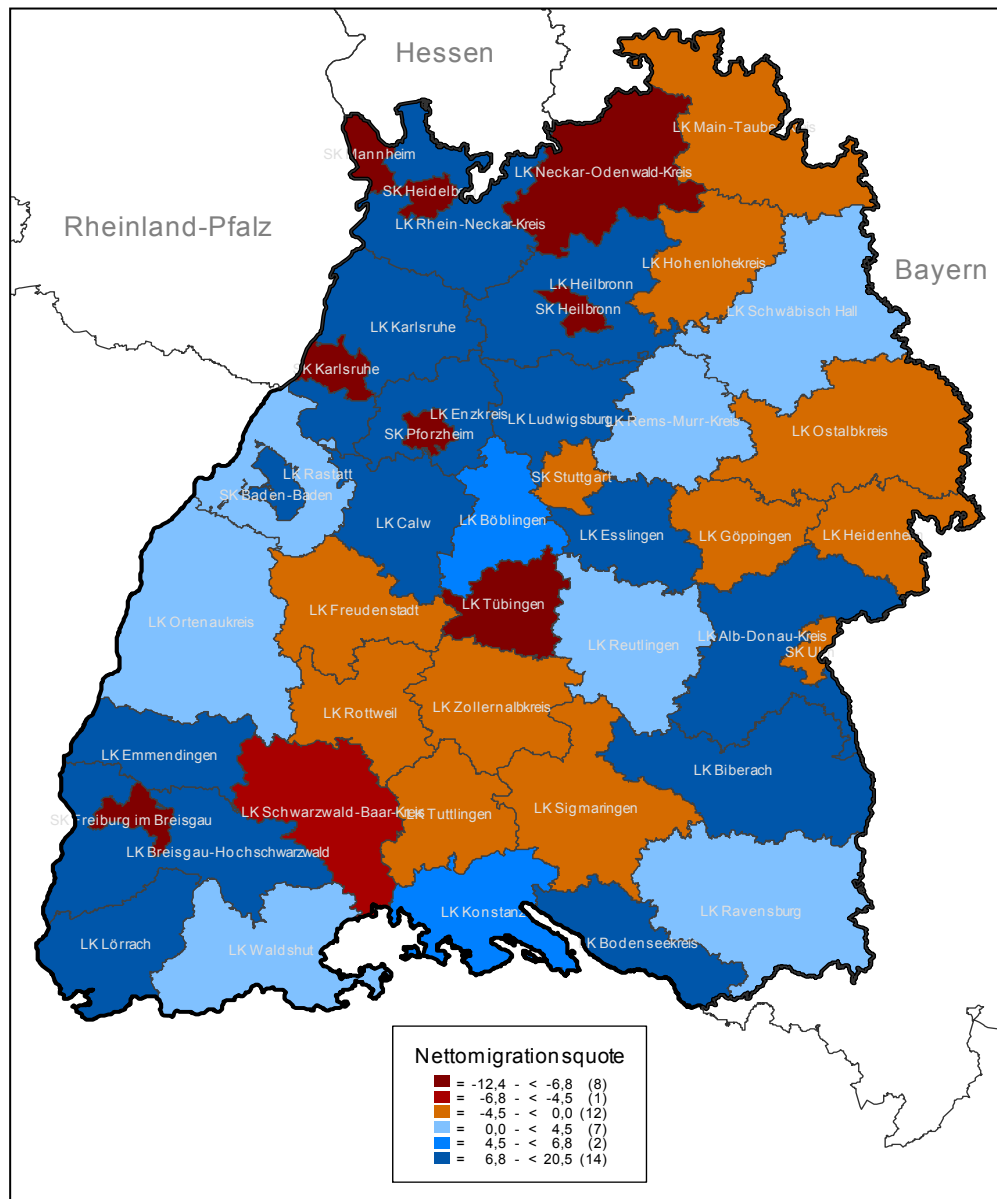 Hessen
LK Main-Tauber-Kreis
SK Mannheim
LK Neckar-Odenwald-Kreis
SK Heidelb
Rheinland-Pfalz
LK Rhein-Neckar-Kreis
LK Hohenlohekreis
Bayern
LK Heilbronn
SK Heilbronn
LK Schwäbisch Hall
LK Karlsruhe
SK Karlsruhe
LK Enzkreis
LK Ludwigsburg
LK Rems-Murr-Kreis
SK Pforzheim
LK Ostalbkreis
LK Rastatt
SK Stuttgart
SK Baden-Baden
LK Calw
LK Böblingen
LK Esslingen
LK Göppingen
LK Heidenhei
LK Tübingen
LK Freudenstadt
LK Ortenaukreis
LK Reutlingen
LK Alb-Donau-Kreis
SK Ul
LK Zollernalbkreis
LK Rottweil
LK Emmendingen
LK Biberach
LK Schwarzwald-Baar-Kreis
LK Tuttlingen
LK Sigmaringen
SK Freiburg im Breisgau
LK Breisgau-Hochschwarzwald
LK Konstanz
LK Ravensburg
LK Lörrach
LK Waldshut
LK Bodenseekreis
Nettomigrationsquote
= -12,4 - < -6,8 (8)
= -6,8 - < -4,5 (1)
= -4,5 - < 0,0 (12)
= 0,0 - < 4,5 (7)
= 4,5 - < 6,8 (2)
= 6,8 - < 20,5 (14)